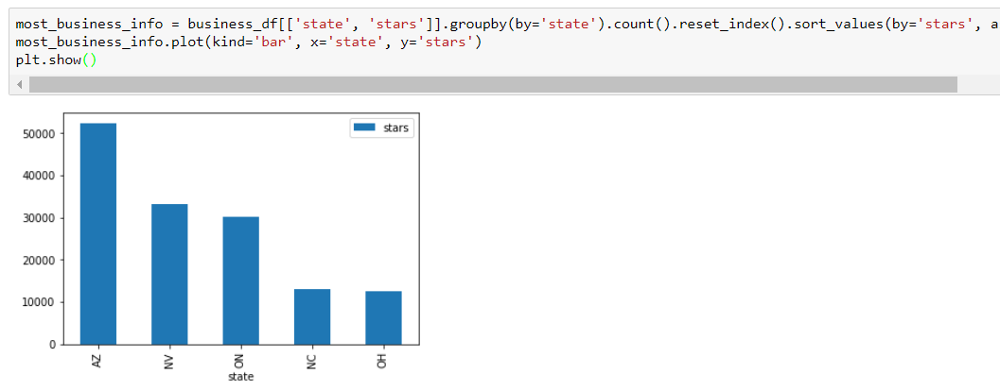 most_business_info = business_df[['state', 'stars']].groupby(by='state').count().reset_index().sort_values(by='stars', a
most_business_info.plot(kind='bar', x='state', y='stars')
plt.show()
stars
50000
40000
30000
20000
10000
0
AZ
NV
ON
NC
OH
state